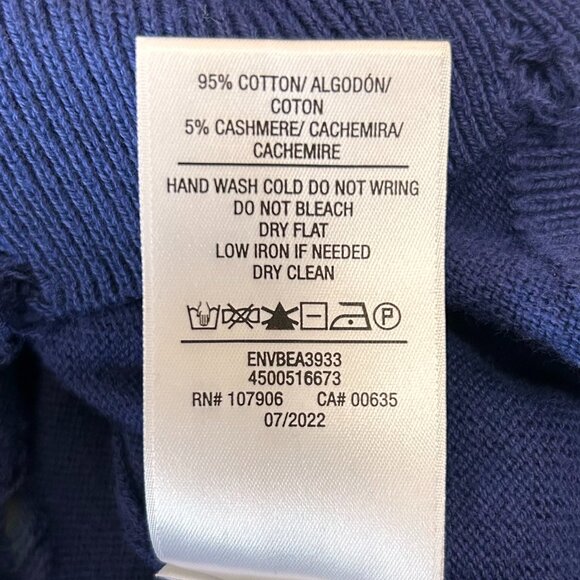 95% COTTON/ ALGODÓN/
COTON
5% CASHMERE/ CACHEMIRA/
CACHEMIRE
HAND WASH COLD DO NOT WRING
DO NOT BLEACH
DRY FLAT
LOW IRON IF NEEDED
DRY CLEAN
P
ENVBEA3933
4500516673
RN# 107906 CA# 00635
07/2022